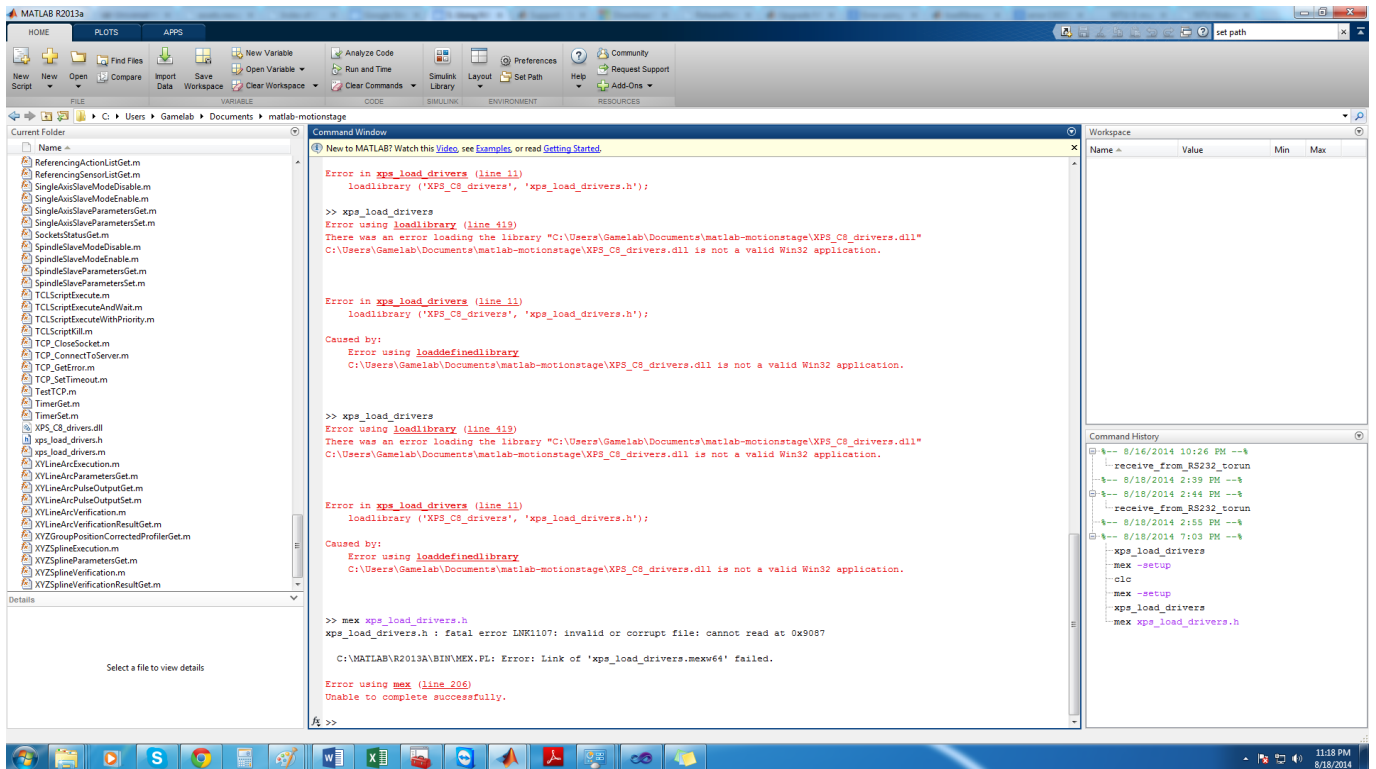 MATLAB R2013a
HOME PLOTS APPS
set path
New Script
New
Open
Find Files
Compare
Import Data
Save Workspace
New Variable
Open Variable
Clear Workspace
Analyze Code
Run and Time
Clear Commands
Simulink Library
Layout
Preferences
Set Path
Help
Community
Request Support
Add-Ons
FILE VARIABLE CODE SIMULINK ENVIRONMENT RESOURCES
C: Users Gamelab Documents matlab-motionstage
Current Folder
Name
ReferencingActionListGet.m
ReferencingSensorListGet.m
SingleAxisSlaveModeDisable.m
SingleAxisSlaveModeEnable.m
SingleAxisSlaveParametersGet.m
SingleAxisSlaveParametersSet.m
SocketsStatusGet.m
SpindleSlaveModeDisable.m
SpindleSlaveModeEnable.m
SpindleSlaveParametersGet.m
SpindleSlaveParametersSet.m
TCLScriptExecute.m
TCLScriptExecuteAndWait.m
TCLScriptExecuteWithPriority.m
TCLScriptKill.m
TCP_CloseSocket.m
TCP_ConnectToServer.m
TCP_GetError.m
TCP_SetTimeout.m
TestTCP.m
TimerGet.m
TimerSet.m
XPS_C8_drivers.dll
xps_load_drivers.h
xps_load_drivers.m
XYLineArcExecution.m
XYLineArcParametersGet.m
XYLineArcPulseOutputGet.m
XYLineArcPulseOutputSet.m
XYLineArcVerification.m
XYLineArcVerificationResultGet.m
XYZGroupPositionCorrectedProfilerGet.m
XYZSplineExecution.m
XYZSplineParametersGet.m
XYZSplineVerification.m
XYZSplineVerificationResultGet.m
Details
Select a file to view details
Command Window
New to MATLAB? Watch this Video, see Examples, or read Getting Started.
Error in xps_load_drivers (line 11)
loadlibrary ('XPS_C8_drivers', 'xps_load_drivers.h');
>> xps_load_drivers
Error using loadlibrary (line 419)
There was an error loading the library "C:\Users\Gamelab\Documents\matlab-motionstage\XPS_C8_drivers.dll"
C:\Users\Gamelab\Documents\matlab-motionstage\XPS_C8_drivers.dll is not a valid Win32 application.
Error in xps_load_drivers (line 11)
loadlibrary ('XPS_C8_drivers', 'xps_load_drivers.h');
Caused by:
Error using loaddefinedlibrary
C:\Users\Gamelab\Documents\matlab-motionstage\XPS_C8_drivers.dll is not a valid Win32 application.
>> xps_load_drivers
Error using loadlibrary (line 419)
There was an error loading the library "C:\Users\Gamelab\Documents\matlab-motionstage\XPS_C8_drivers.dll"
C:\Users\Gamelab\Documents\matlab-motionstage\XPS_C8_drivers.dll is not a valid Win32 application.
Error in xps_load_drivers (line 11)
loadlibrary ('XPS_C8_drivers', 'xps_load_drivers.h');
Caused by:
Error using loaddefinedlibrary
C:\Users\Gamelab\Documents\matlab-motionstage\XPS_C8_drivers.dll is not a valid Win32 application.
>> mex xps_load_drivers.h
xps_load_drivers.h : fatal error LNK1107: invalid or corrupt file: cannot read at 0x9087
C:\MATLAB\R2013A\BIN\MEX.PL: Error: Link of 'xps_load_drivers.mexw64' failed.
Error using mex (line 206)
Unable to complete successfully.
fx >>
Workspace
Name Value Min Max
Command History
%-- 8/16/2014 10:26 PM --%
receive_from_RS232_torun
%-- 8/18/2014 2:39 PM --%
%-- 8/18/2014 2:44 PM --%
receive_from_RS232_torun
%-- 8/18/2014 2:55 PM --%
%-- 8/18/2014 7:03 PM --%
xps_load_drivers
mex -setup
clc
mex -setup
xps_load_drivers
mex xps_load_drivers.h
11:18 PM
8/18/2014